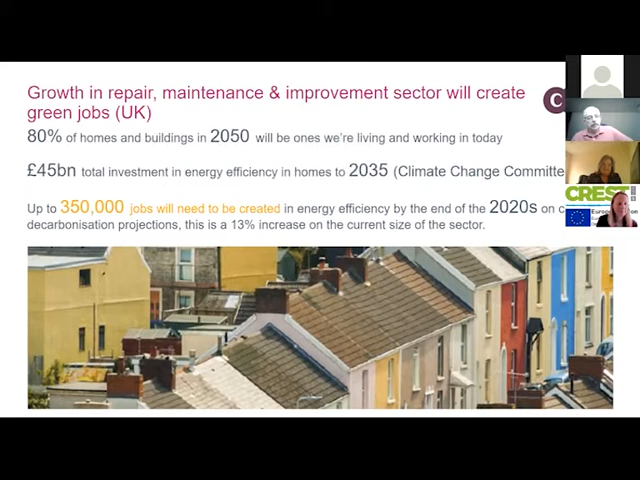 Growth in repair, maintenance & improvement sector will create
green jobs (UK)
80% of homes and buildings in 2050 will be ones we're living and working in today
£45bn total investment in energy efficiency in homes to 2035 (Climate Change Committe
Up to 350,000 jobs will need to be created in energy efficiency by the end of the 2020s on c
decarbonisation projections, this is a 13% increase on the current size of the sector.
C
CREST